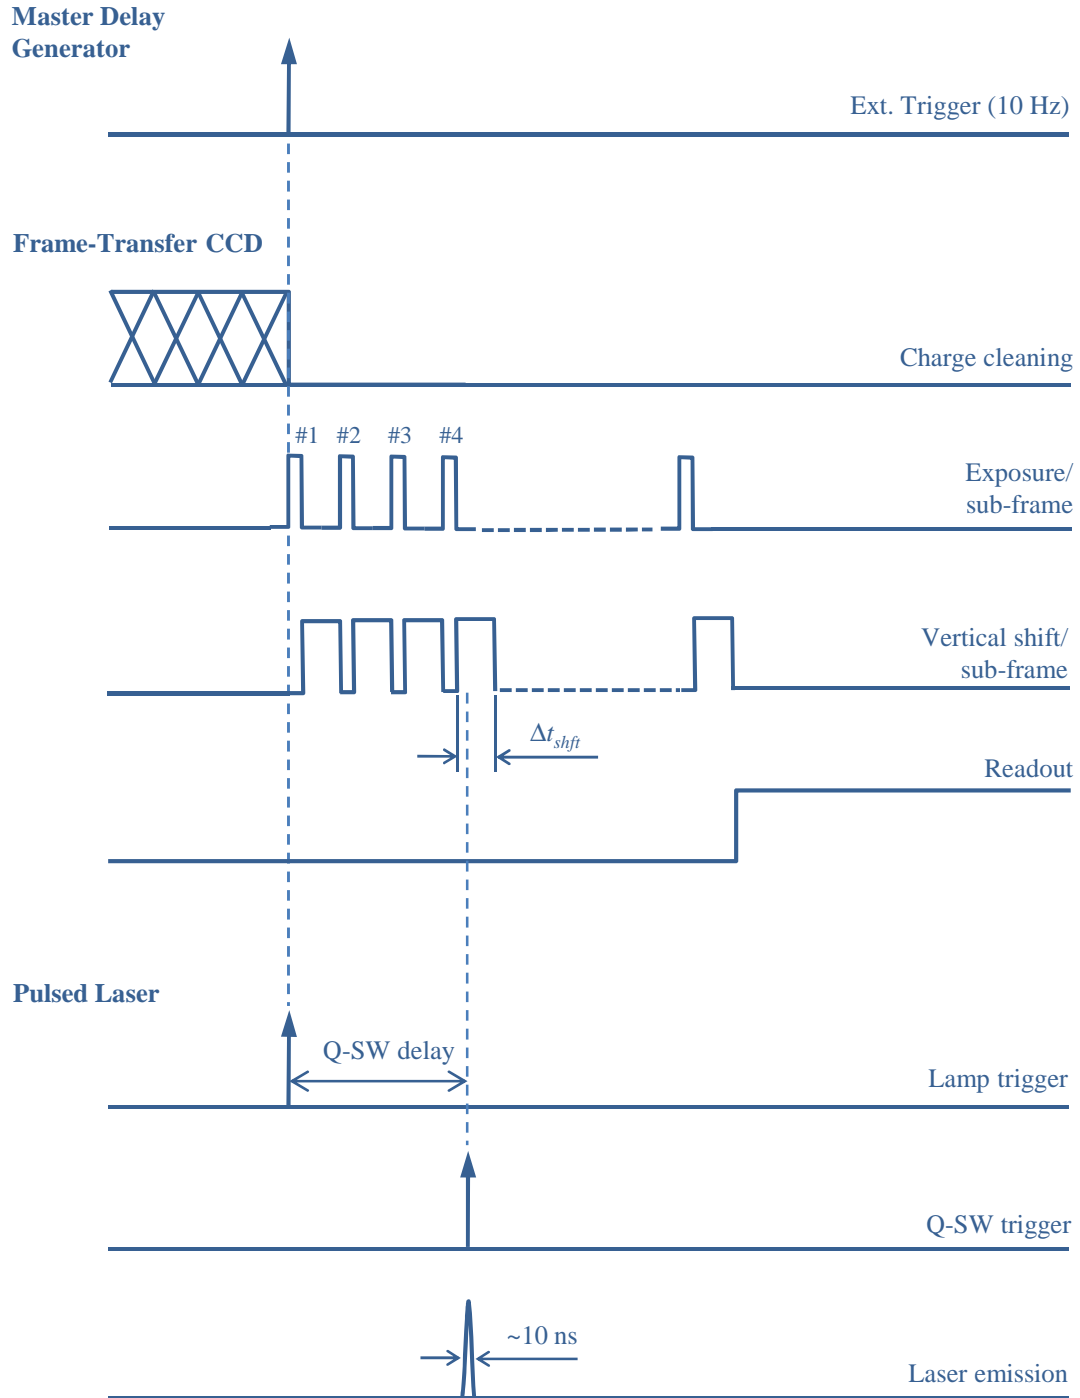 Master Delay
Generator
Ext. Trigger (10 Hz)
Frame-Transfer CCD
Charge cleaning
#1 #2 #3 #4
Exposure/
sub-frame
Vertical shift/
sub-frame
Δt_shft
Readout
Pulsed Laser
Q-SW delay
Lamp trigger
Q-SW trigger
~10 ns
Laser emission